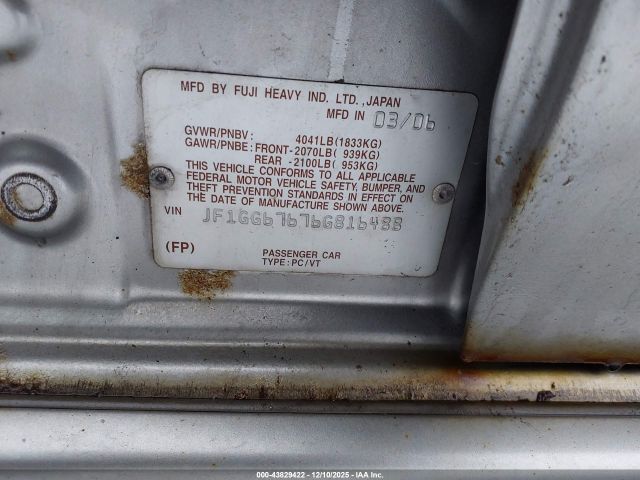 MFD BY FUJI HEAVY IND. LTD., JAPAN
MFD IN 03/06
GVWR/PNBV: 4041LB(1833KG)
GAWR/PNBE: FRONT-2070LB( 939KG)
REAR -2100LB( 953KG)
THIS VEHICLE CONFORMS TO ALL APPLICABLE
FEDERAL MOTOR VEHICLE SAFETY, BUMPER, AND
THEFT PREVENTION STANDARDS IN EFFECT ON
THE DATE OF MANUFACTURE SHOWN ABOVE.
VIN JF1GG67676G816488
(FP) PASSENGER CAR
TYPE: PC/VT
000-43829422 - 12/10/2025 - IAA Inc.